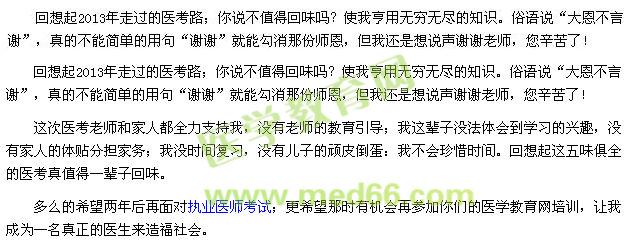 回想起2013年走过的医考路；你说不值得回味吗？使我亨用无穷无尽的知识。俗语说“大恩不言
谢”，真的不能简单的用句“谢谢”就能勾消那份师恩，但我还是想说声谢谢老师，您辛苦了！
回想起2013年走过的医考路；你说不值得回味吗？使我亨用无穷无尽的知识。俗语说“大恩不言
谢”，真的不能简单的用句“谢谢”就能勾消那份师恩，但我还是想说声谢谢老师，您辛苦了！
这次医考老师和家人都全力支持我，没有老师的教育引导；我这辈子没法体会到学习的兴趣，没
有家人的体贴分担家务；我没时间复习，没有儿子的顽皮倒蛋：我不会珍惜时间。回想起这五味俱全
的医考真值得一辈子回味。
多么的希望两年后再面对执业医师考试；更希望那时有机会再参加你们的医学教育网培训，让我
成为一名真正的医生来造福社会。
医学教育网
www.med66.com